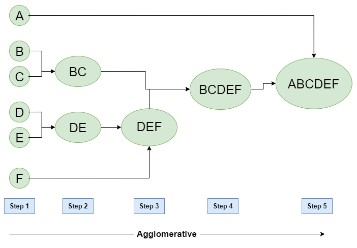 A
B
C
D
E
F
BC
DE
DEF
BCDEF
ABCDEF
Step 1
Step 2
Step 3
Step 4
Step 5
Agglomerative